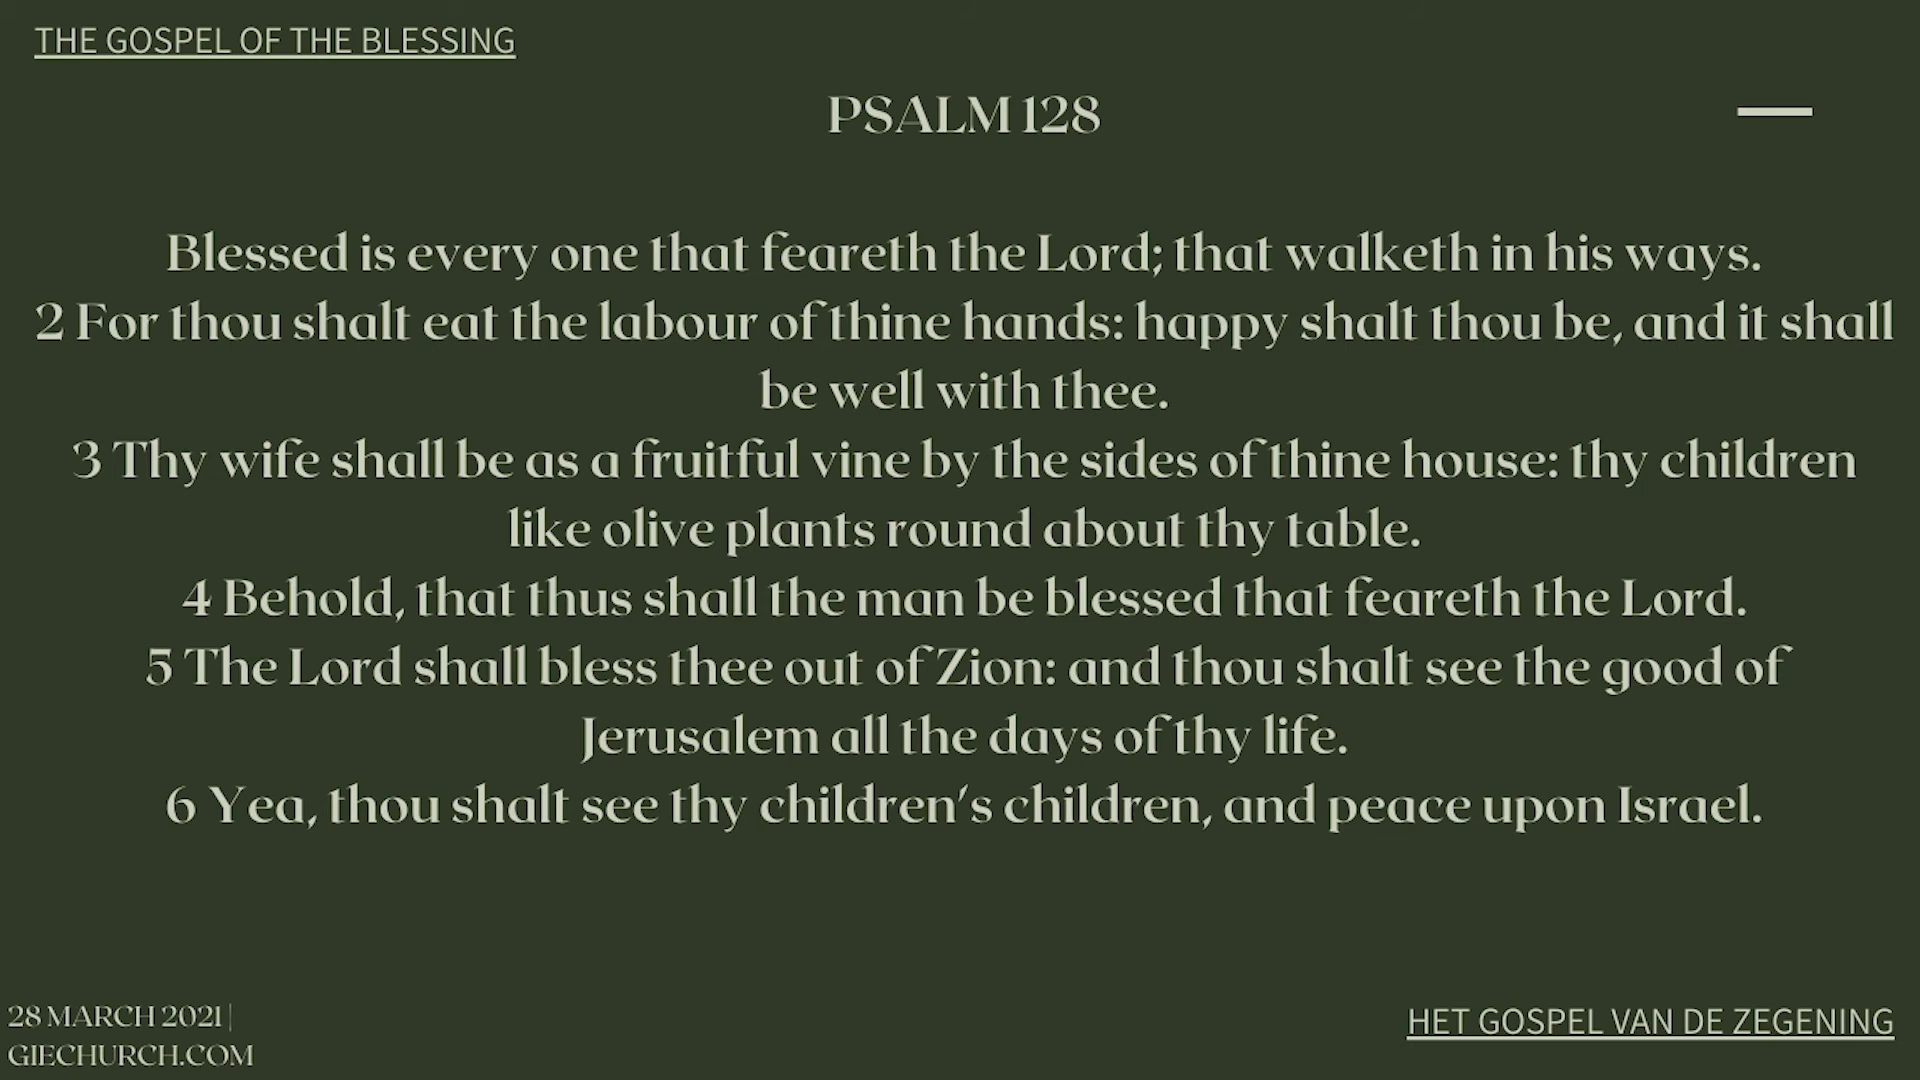 THE GOSPEL OF THE BLESSING
PSALM 128
Blessed is every one that feareth the Lord; that walketh in his ways.
2 For thou shalt eat the labour of thine hands: happy shalt thou be, and it shall
be well with thee.
3 Thy wife shall be as a fruitful vine by the sides of thine house: thy children
like olive plants round about thy table.
4 Behold, that thus shall the man be blessed that feareth the Lord.
5 The Lord shall bless thee out of Zion: and thou shalt see the good of
Jerusalem all the days of thy life.
6 Yea, thou shalt see thy children's children, and peace upon Israel.
28 MARCH 2021 |
GIECHURCH.COM
HET GOSPEL VAN DE ZEGENING